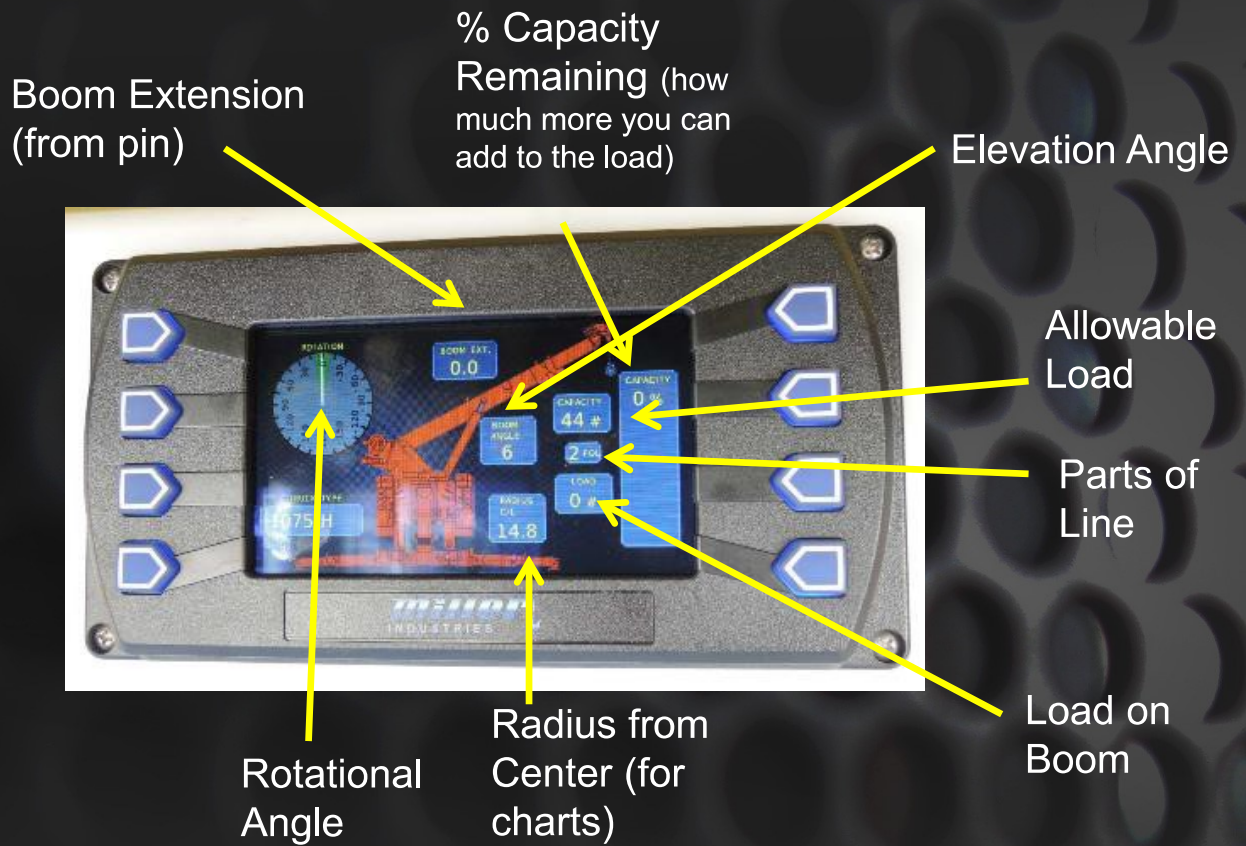 % Capacity
Remaining (how
much more you can
add to the load)
Boom Extension
(from pin)
Elevation Angle
Allowable
Load
Parts of
Line
Load on
Boom
Radius from
Center (for
charts)
Rotational
Angle
ROTATION
BOOM EXT.
0.0
CAPACITY
0 %
CAPACITY
44 #
BOOM
ANGLE
6
2
LOAD
0 #
RADIUS
C/L
14.8
INDUSTRIES